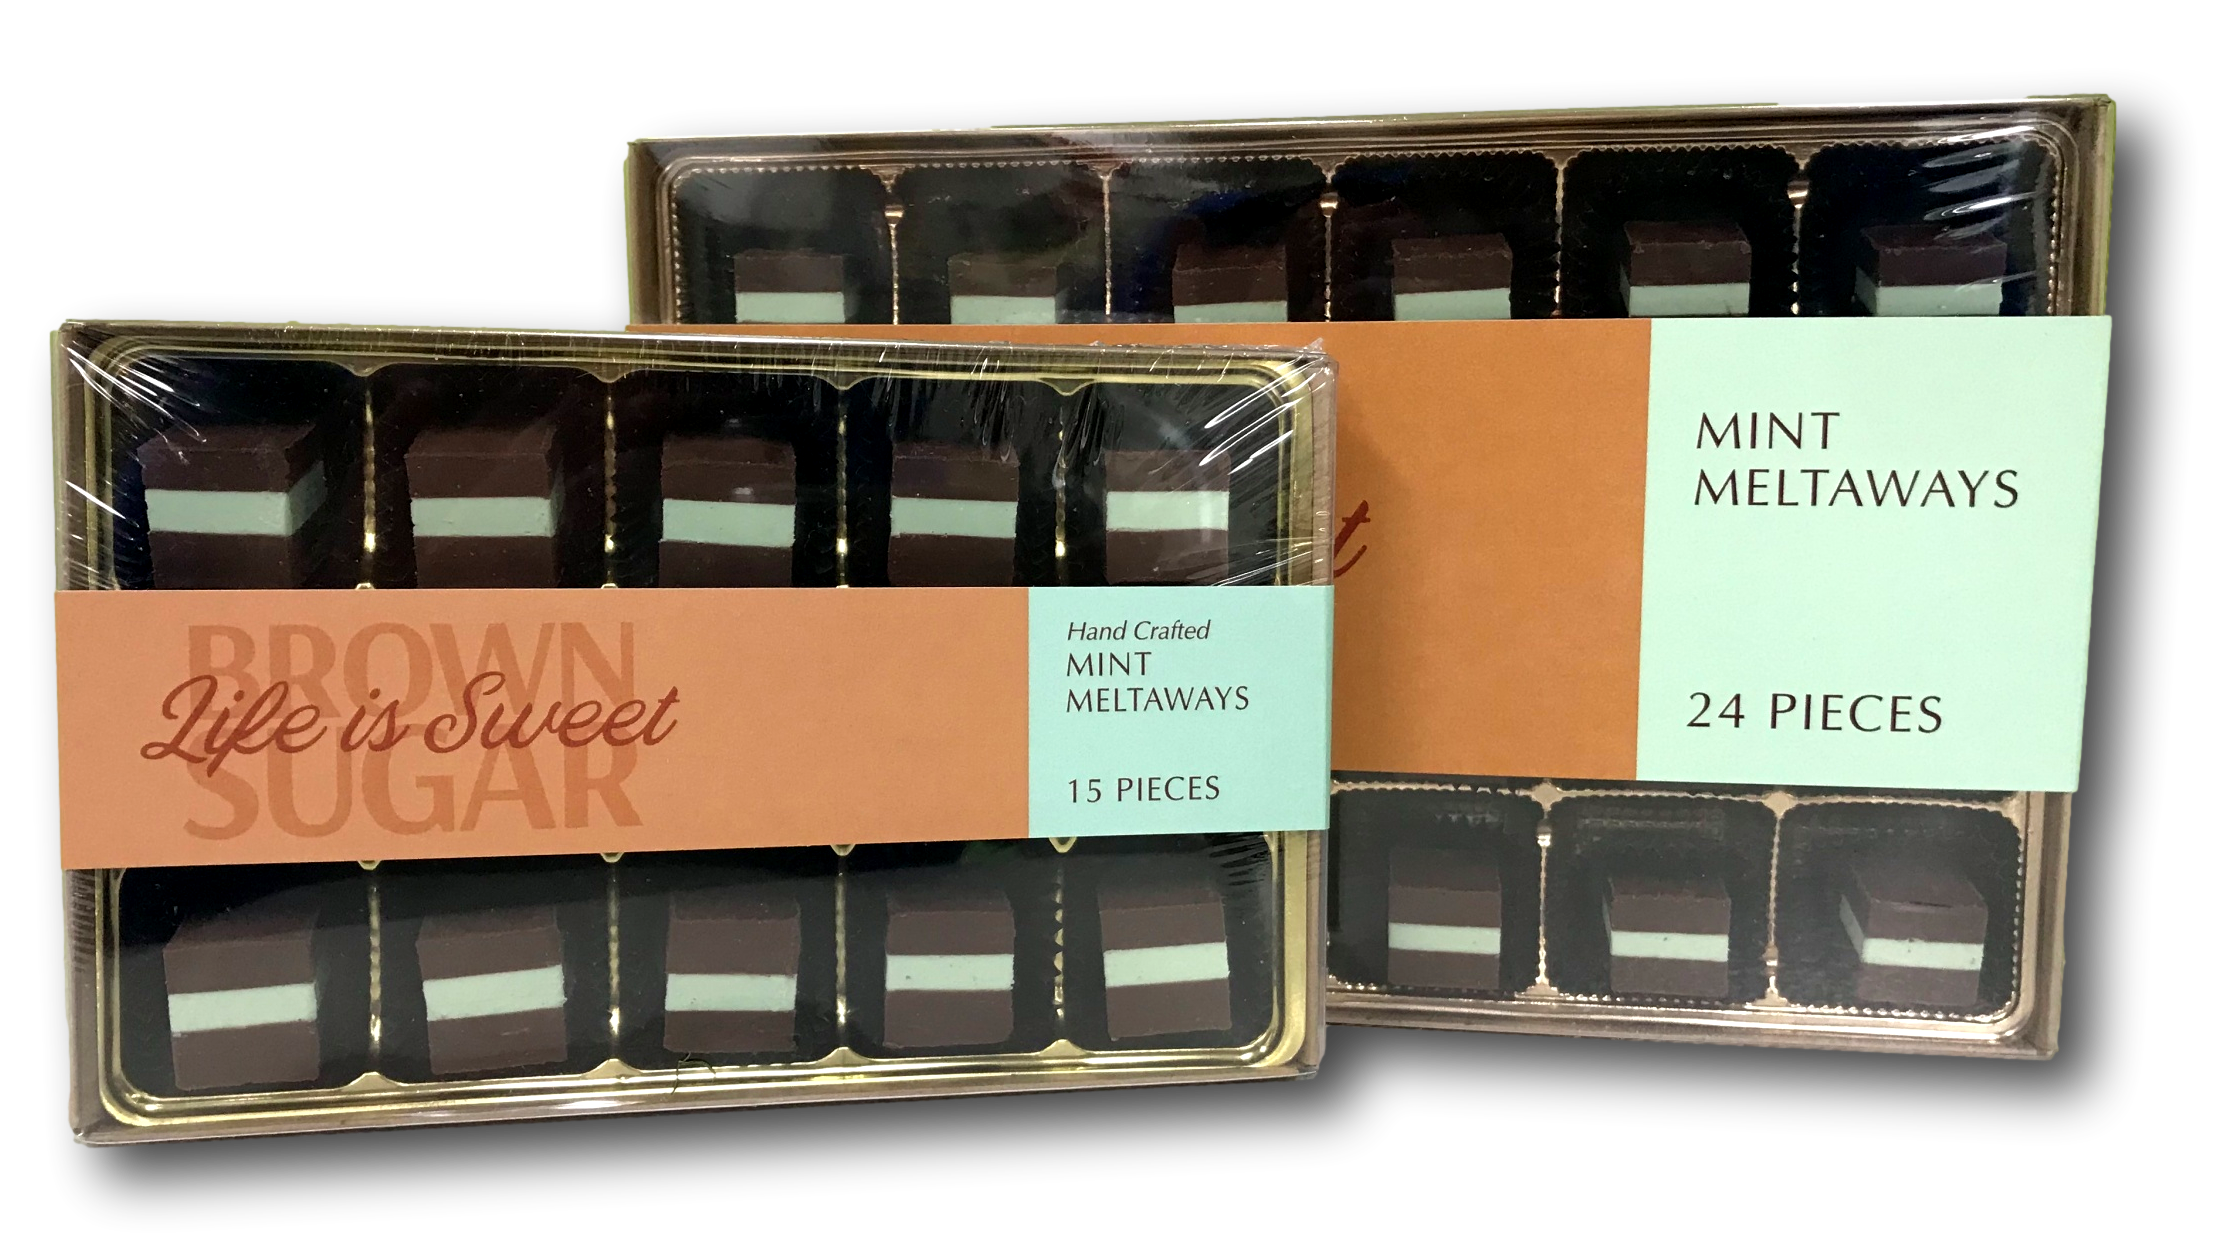 BROWN
Life is Sweet
SUGAR
Hand Crafted
MINT
MELTAWAYS
15 PIECES
MINT
MELTAWAYS
24 PIECES